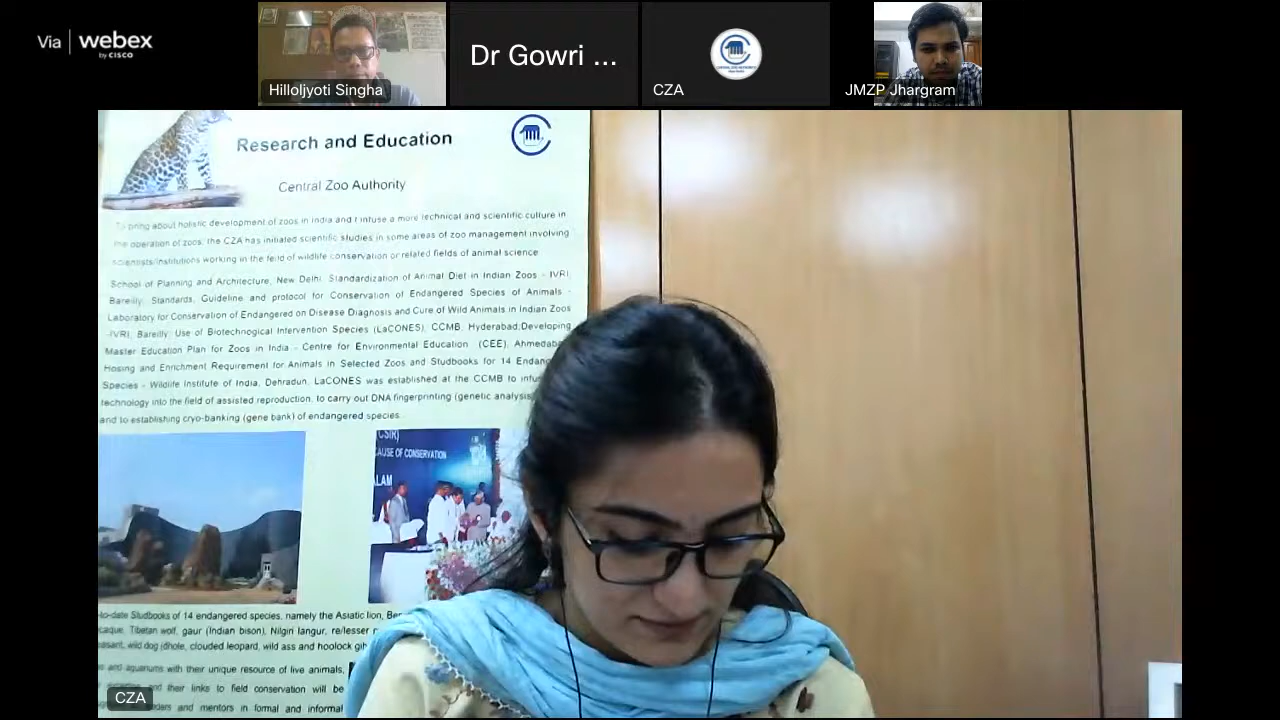 Via | webex
by CISCO
Hilloljyoti Singha
Dr Gowri ...
CZA
JMZP Jhargram
Research and Education
Central Zoo Authority
To bring about holistic development of zoos in India and t infuse a more technical and scientific culture in
the operation of zoos, the CZA has initiated scientific studies in some areas of zoo management involving
scientists/institutions working in the feild of wildlife conservation or related fields of animal science
School of Planning and Architecture, New Delhi, Standardization of Animal Diet in Indian Zoos - IVRI,
Bareilly, Standards, Guideline and protocol for Conservation of Endangered Species of Animals -
Laboratory for Conservation of Endangered on Disease Diagnosis and Cure of Wild Animals in Indian Zoos
-IVRI, Bareilly; Use of Biotechnogical Intervention Species (LaCONES), CCMB, Hyderabad;Developing
Master Education Plan for Zoos in India - Centre for Environmental Education (CEE), Ahmedaba
Hosing and Enrichment Requirement for Animals in Selected Zoos and Studbooks for 14 Endang
Species - Wildlife Institute of India, Dehradun. LaCONES was established at the CCMB to infu
technology into the field of assisted reproduction, to carry out DNA fingerprinting (genetic analysis
and to establishing cryo-banking (gene bank) of endangered species.
(CSIR)
CAUSE OF CONSERVATION
LAM
-to-date Studbooks of 14 endangered species, namely the Asiatic lion, Ben
caque, Tibetan wolf, gaur (Indian bison), Nilgiri langur, re/lesser
easant, wild dog /dhole, clouded leopard, wild ass and hoolock gib
and aquariums with their unique resource of live animals,
and their links to field conservation will be
and mentors in formal and informal
CZA